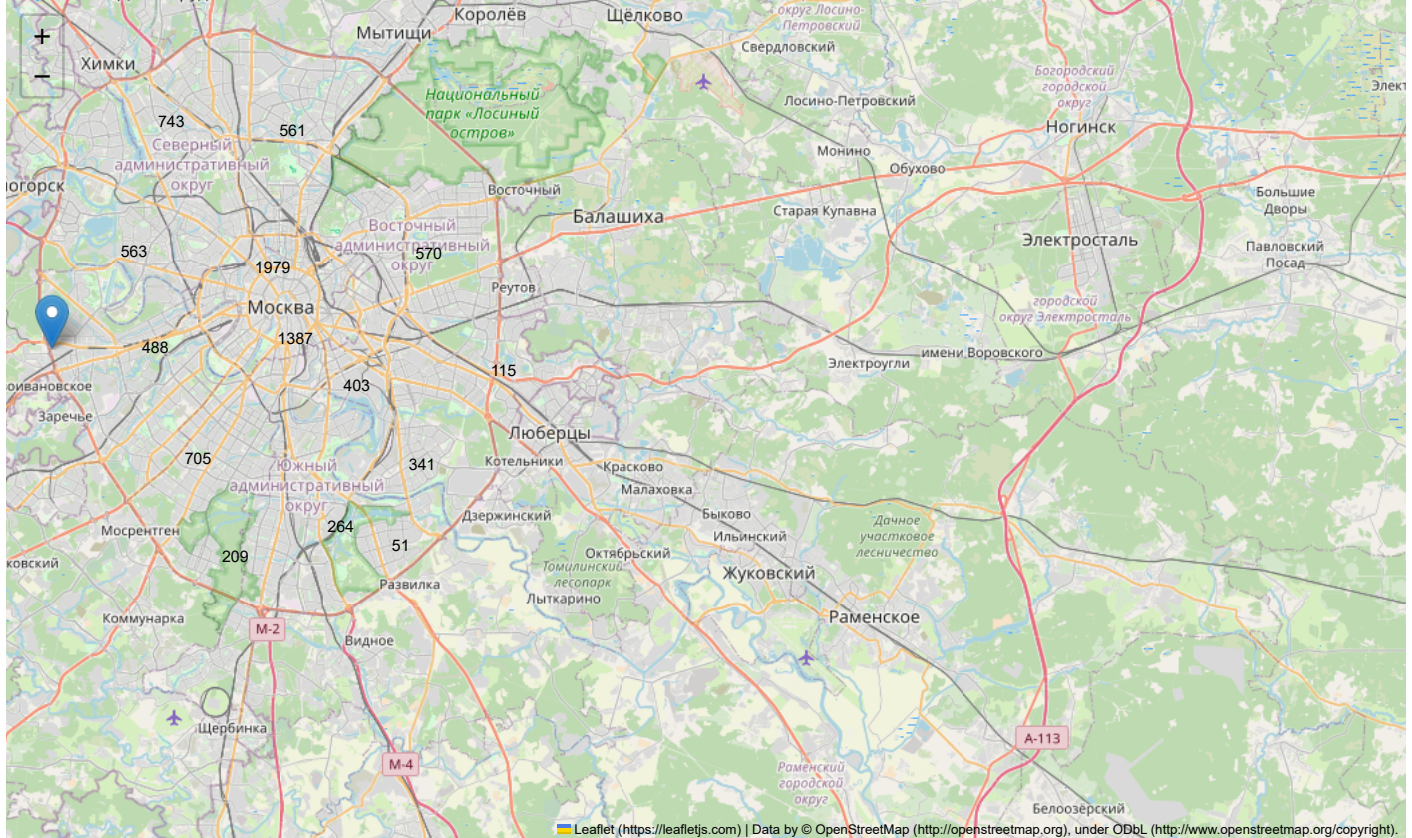 +
−
Королёв
Щёлково
округ Лосино-
Петровский
Мытищи
Свердловский
Химки
Богородский
городской
округ
Элект
Национальный
парк «Лосиный
остров»
Лосино-Петровский
743
561
Ногинск
Северный
административный
округ
Монино
Обухово
ногорск
Восточный
Большие
Дворы
Балашиха
Старая Купавна
Восточный
административный
округ
570
563
Электросталь
Павловский
Посад
1979
Реутов
Москва
городской
округ Электросталь
1387
488
имени Воровского
Электроугли
115
403
оивановское
Заречье
Люберцы
705
341
Котельники
Красково
Южный
административный
округ
Малаховка
Быково
Дзержинский
Дачное
участковое
лесничество
Мосрентген
264
Ильинский
51
209
Октябрьский
ковский
Томилинский
лесопарк
Жуковский
Развилка
Лыткарино
Коммунарка
Раменское
М-2
Видное
Щербинка
А-113
М-4
Раменский
городской
округ
Белоозёрский
Leaflet (https://leafletjs.com) | Data by © OpenStreetMap (http://openstreetmap.org), under ODbL (http://www.openstreetmap.org/copyright).